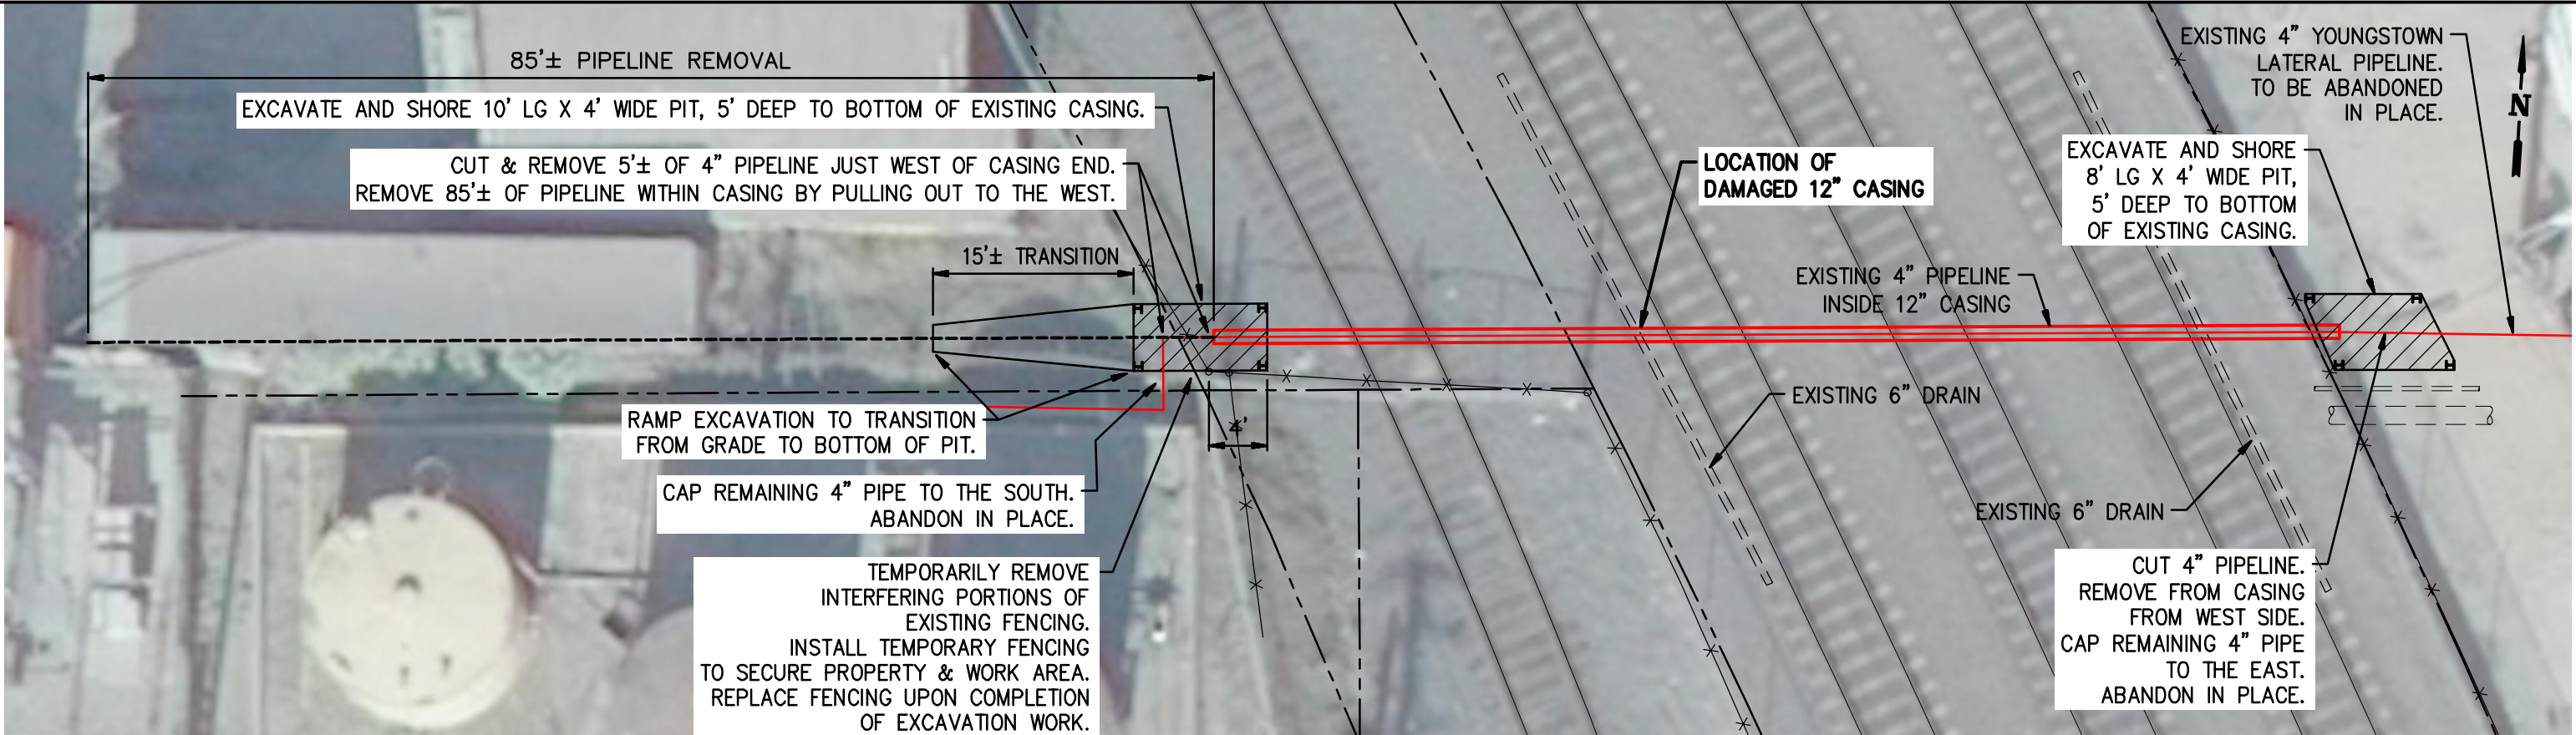 85'± PIPELINE REMOVAL
EXCAVATE AND SHORE 10' LG X 4' WIDE PIT, 5' DEEP TO BOTTOM OF EXISTING CASING.
CUT & REMOVE 5'± OF 4" PIPELINE JUST WEST OF CASING END.
REMOVE 85'± OF PIPELINE WITHIN CASING BY PULLING OUT TO THE WEST.
15'± TRANSITION
RAMP EXCAVATION TO TRANSITION
FROM GRADE TO BOTTOM OF PIT.
CAP REMAINING 4" PIPE TO THE SOUTH.
ABANDON IN PLACE.
TEMPORARILY REMOVE
INTERFERING PORTIONS OF
EXISTING FENCING.
INSTALL TEMPORARY FENCING
TO SECURE PROPERTY & WORK AREA.
REPLACE FENCING UPON COMPLETION
OF EXCAVATION WORK.
4'
LOCATION OF
DAMAGED 12" CASING
EXISTING 4" PIPELINE
INSIDE 12" CASING
EXISTING 6" DRAIN
EXISTING 6" DRAIN
EXISTING 4" YOUNGSTOWN
LATERAL PIPELINE.
TO BE ABANDONED
IN PLACE.
N
EXCAVATE AND SHORE
8' LG X 4' WIDE PIT,
5' DEEP TO BOTTOM
OF EXISTING CASING.
CUT 4" PIPELINE.
REMOVE FROM CASING
FROM WEST SIDE.
CAP REMAINING 4" PIPE
TO THE EAST.
ABANDON IN PLACE.